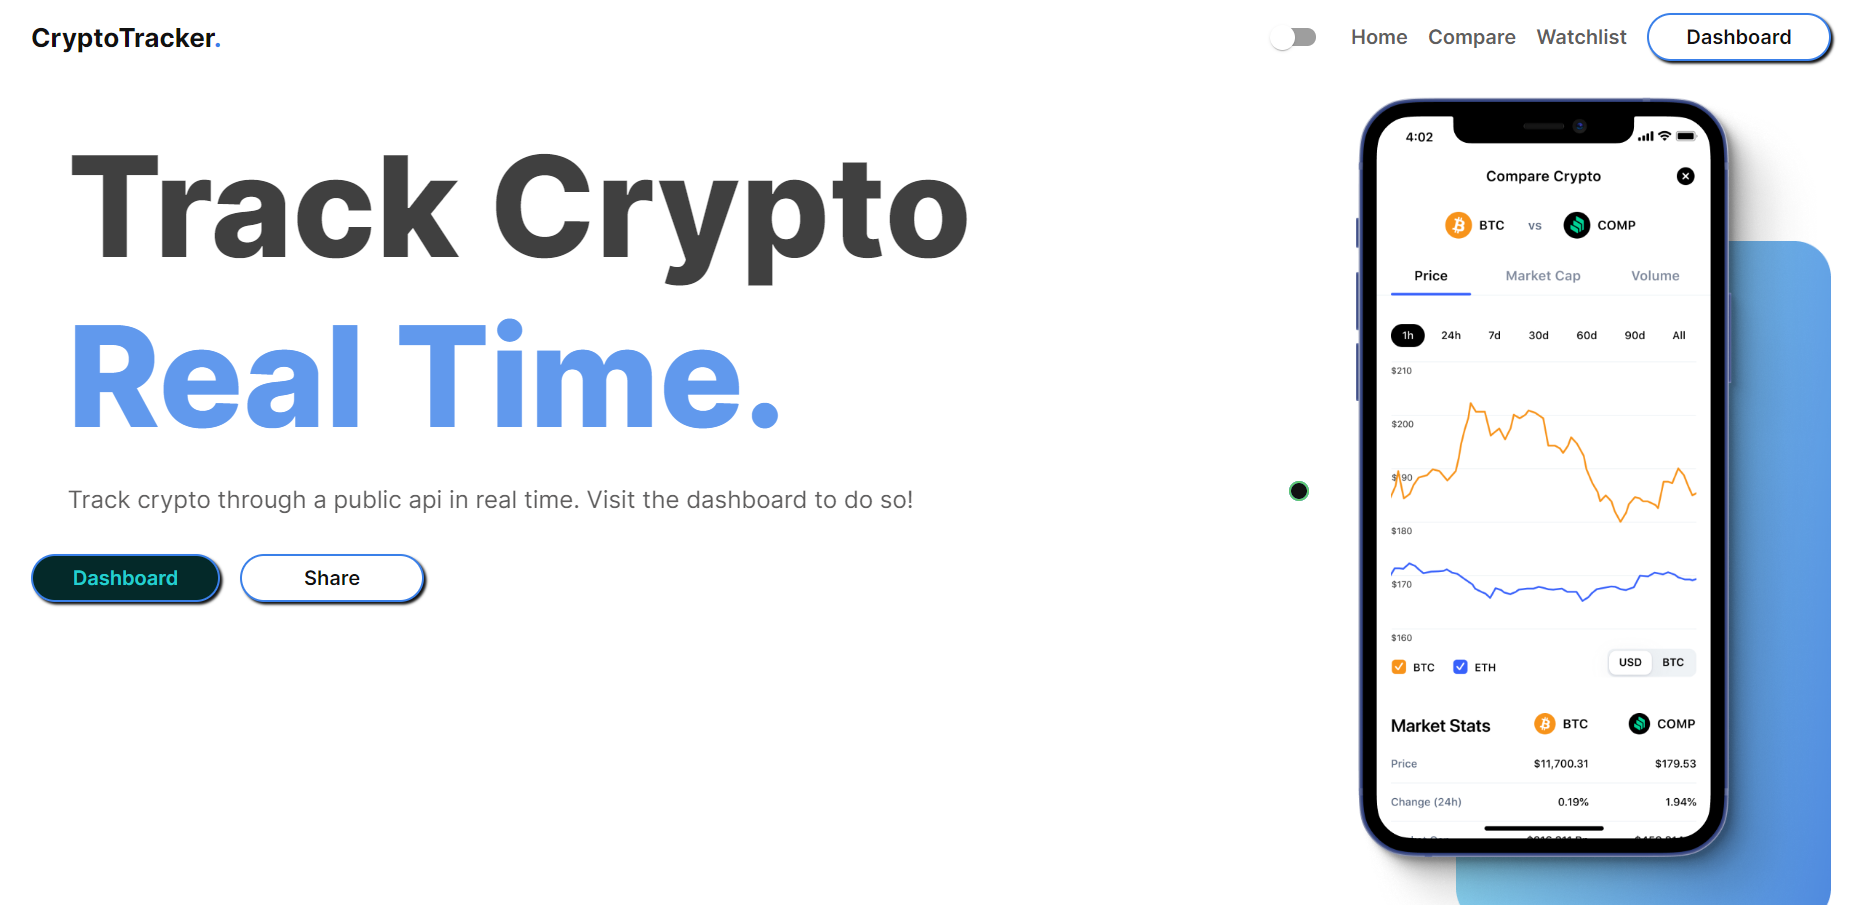 CryptoTracker.
Home Compare Watchlist Dashboard
Track Crypto
Real Time.
Track crypto through a public api in real time. Visit the dashboard to do so!
Dashboard Share
4:02
Compare Crypto
BTC vs COMP
Price Market Cap Volume
1h 24h 7d 30d 60d 90d All
$210
$200
$190
$180
$170
$160
BTC ETH USD BTC
Market Stats BTC COMP
Price $11,700.31 $179.53
Change (24h) 0.19% 1.94%